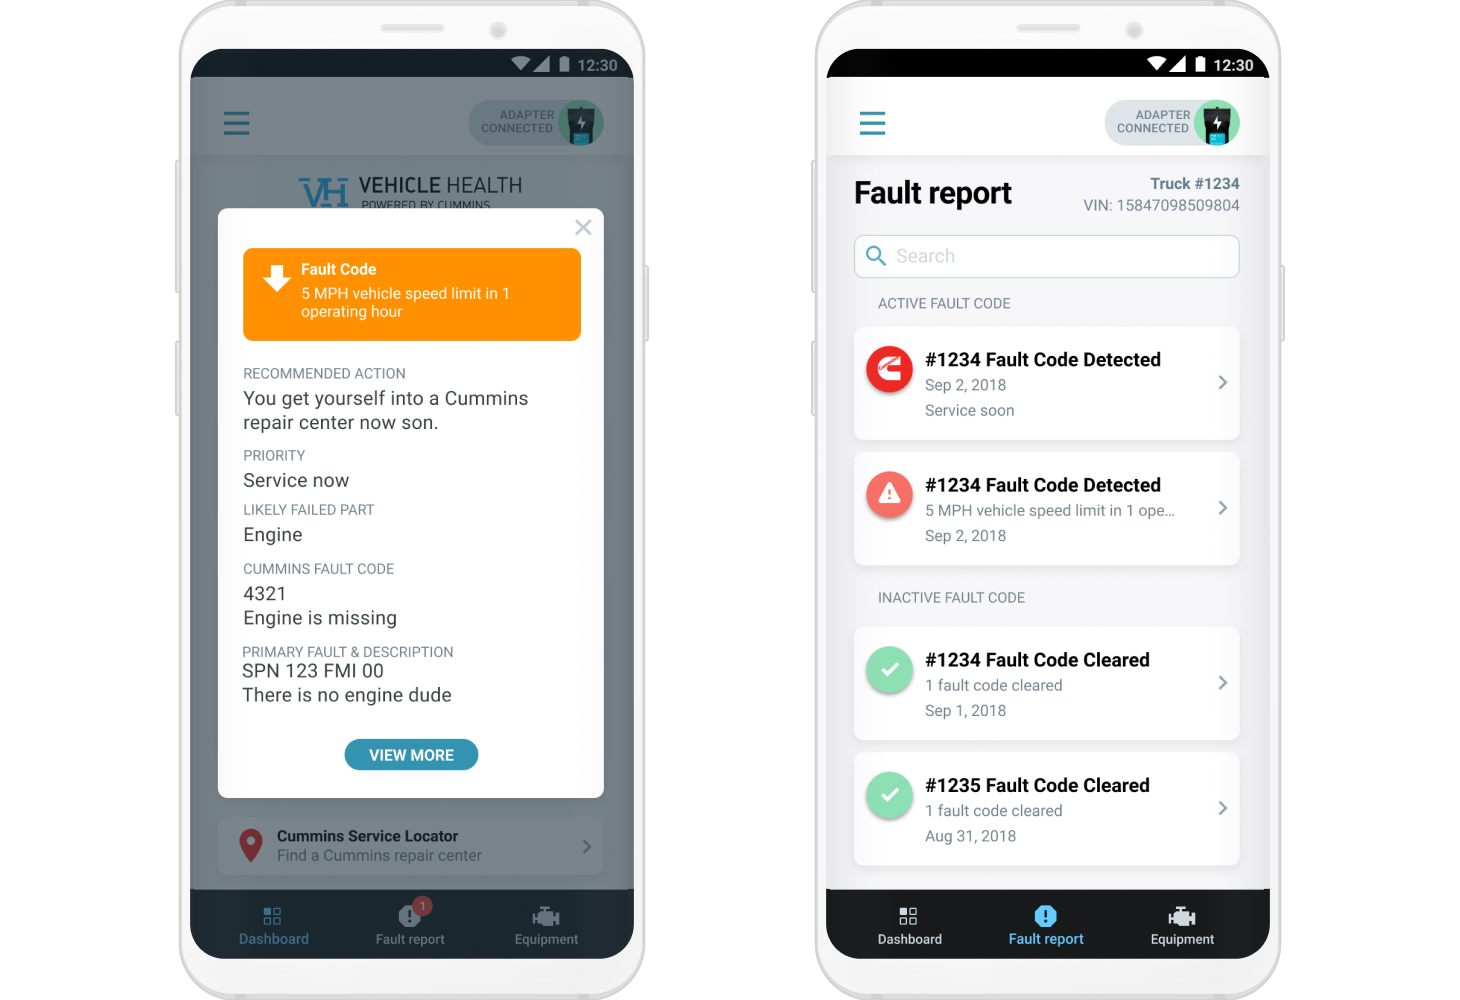 12:30
ADAPTER
CONNECTED
VH VEHICLE HEALTH
POWERED BY CUMMINS
Fault Code
5 MPH vehicle speed limit in 1
operating hour
RECOMMENDED ACTION
You get yourself into a Cummins
repair center now son.
PRIORITY
Service now
LIKELY FAILED PART
Engine
CUMMINS FAULT CODE
4321
Engine is missing
PRIMARY FAULT & DESCRIPTION
SPN 123 FMI 00
There is no engine dude
VIEW MORE
Cummins Service Locator
Find a Cummins repair center
1
Dashboard
Fault report
Equipment
12:30
ADAPTER
CONNECTED
Fault report
Truck #1234
VIN: 15847098509804
Search
ACTIVE FAULT CODE
#1234 Fault Code Detected
Sep 2, 2018
Service soon
#1234 Fault Code Detected
5 MPH vehicle speed limit in 1 ope...
Sep 2, 2018
INACTIVE FAULT CODE
#1234 Fault Code Cleared
1 fault code cleared
Sep 1, 2018
#1235 Fault Code Cleared
1 fault code cleared
Aug 31, 2018
Dashboard
Fault report
Equipment